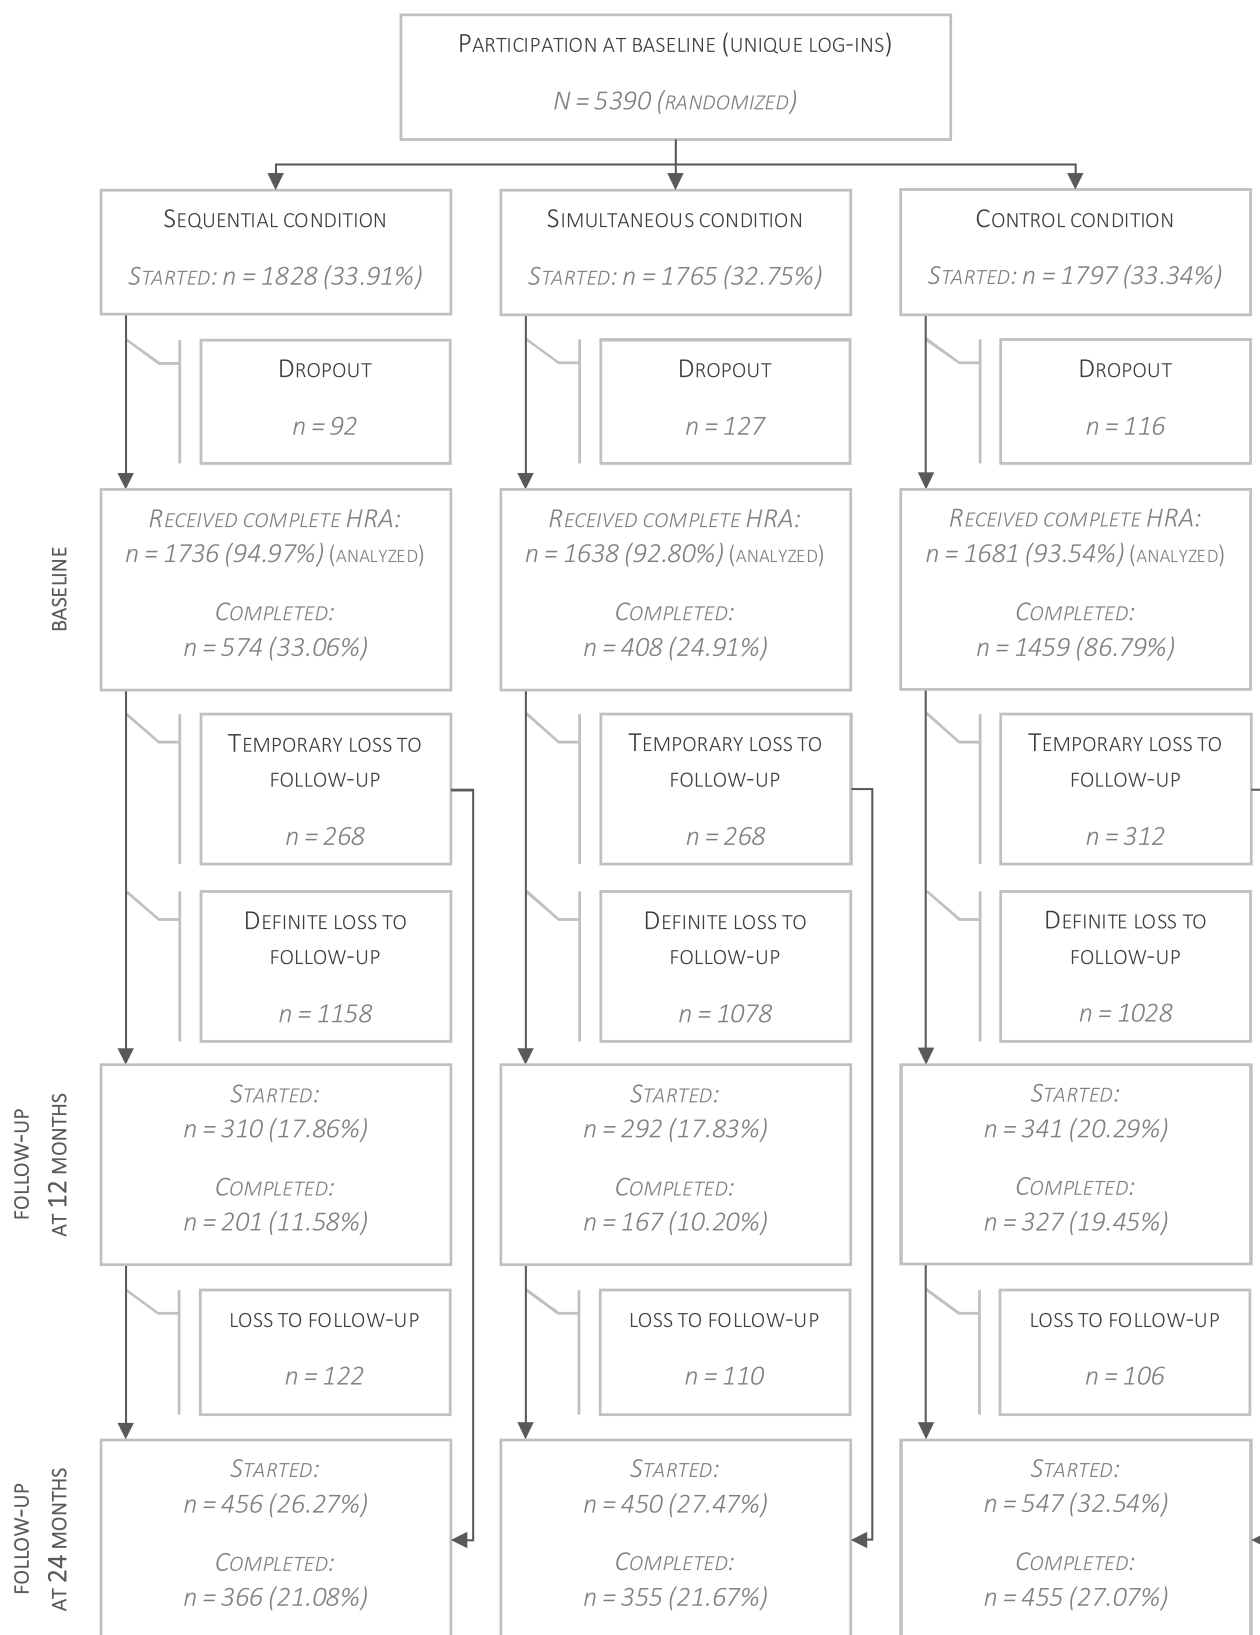 Participation at baseline (unique log-ins)
N = 5390 (randomized)
Sequential condition
Started: n = 1828 (33.91%)
Simultaneous condition
Started: n = 1765 (32.75%)
Control condition
Started: n = 1797 (33.34%)
Dropout
n = 92
Dropout
n = 127
Dropout
n = 116
baseline
Received complete HRA:
n = 1736 (94.97%) (analyzed)
Completed:
n = 574 (33.06%)
Received complete HRA:
n = 1638 (92.80%) (analyzed)
Completed:
n = 408 (24.91%)
Received complete HRA:
n = 1681 (93.54%) (analyzed)
Completed:
n = 1459 (86.79%)
Temporary loss to
follow-up
n = 268
Temporary loss to
follow-up
n = 268
Temporary loss to
follow-up
n = 312
Definite loss to
follow-up
n = 1158
Definite loss to
follow-up
n = 1078
Definite loss to
follow-up
n = 1028
follow-up
at 12 months
Started:
n = 310 (17.86%)
Completed:
n = 201 (11.58%)
Started:
n = 292 (17.83%)
Completed:
n = 167 (10.20%)
Started:
n = 341 (20.29%)
Completed:
n = 327 (19.45%)
loss to follow-up
n = 122
loss to follow-up
n = 110
loss to follow-up
n = 106
follow-up
at 24 months
Started:
n = 456 (26.27%)
Completed:
n = 366 (21.08%)
Started:
n = 450 (27.47%)
Completed:
n = 355 (21.67%)
Started:
n = 547 (32.54%)
Completed:
n = 455 (27.07%)